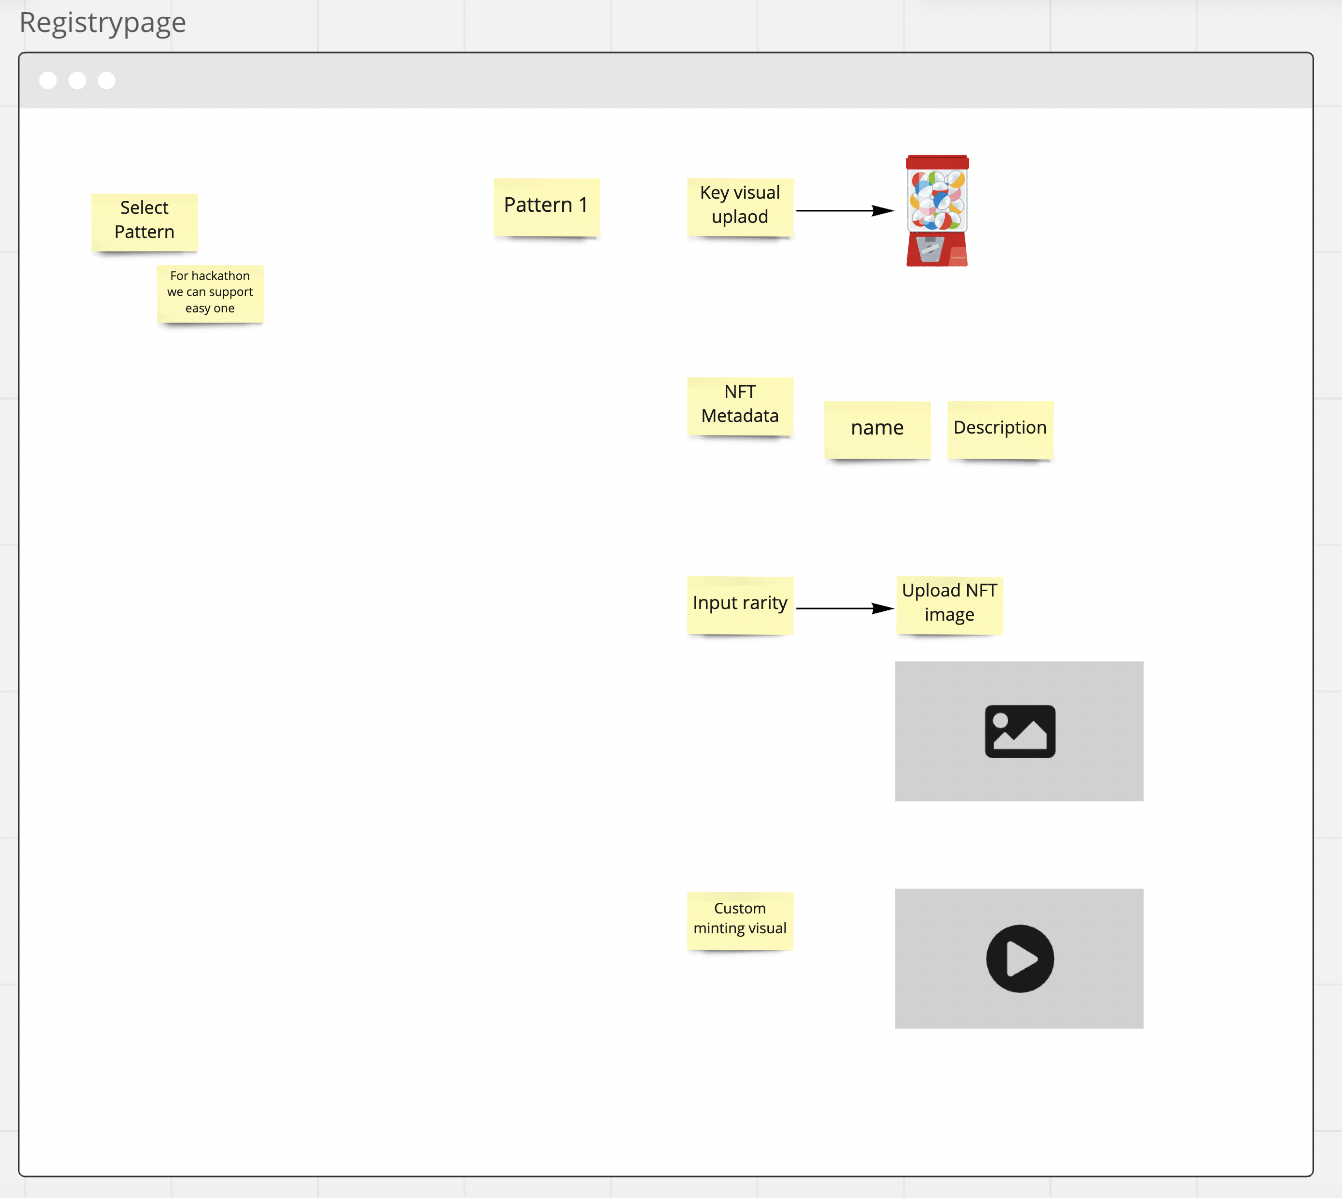 Registrypage
Select
Pattern
For hackathon
we can support
easy one
Pattern 1
Key visual
uplaod
NFT
Metadata
name
Description
Input rarity
Upload NFT
image
Custom
minting visual